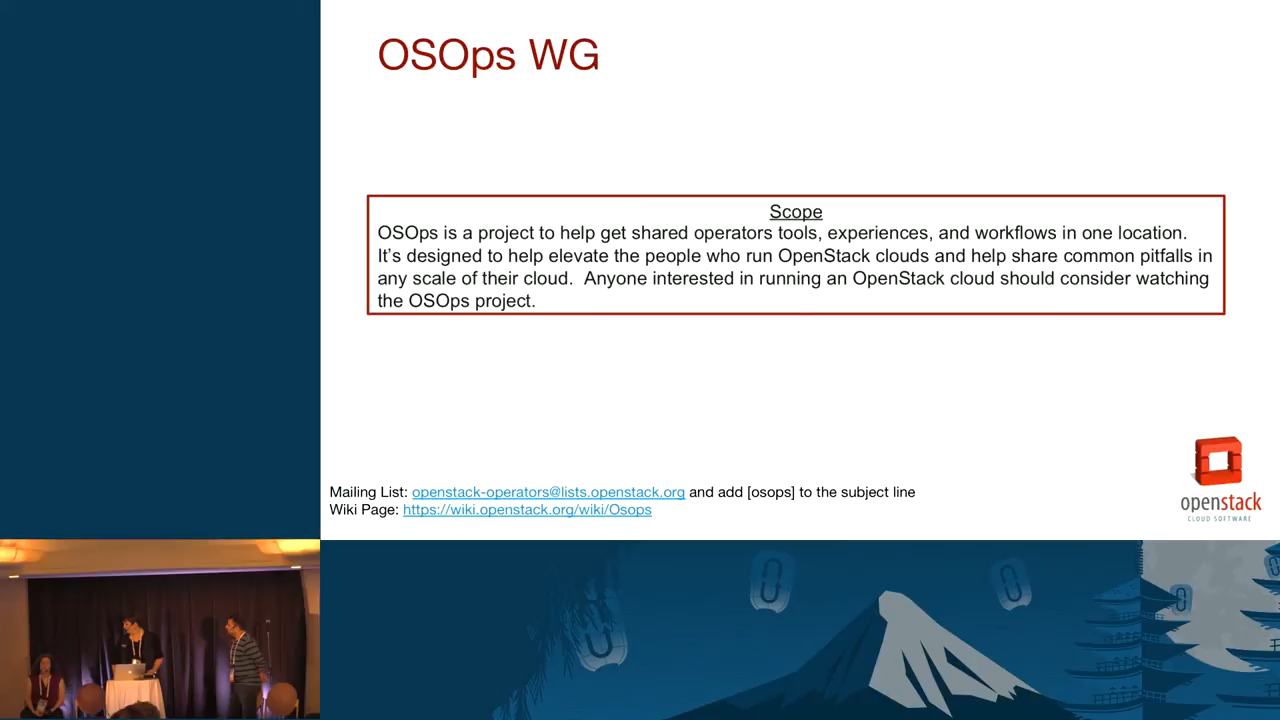 OSOps WG
Scope
OSOps is a project to help get shared operators tools, experiences, and workflows in one location.
It's designed to help elevate the people who run OpenStack clouds and help share common pitfalls in
any scale of their cloud.  Anyone interested in running an OpenStack cloud should consider watching
the OSOps project.
Mailing List: openstack-operators@lists.openstack.org and add [osops] to the subject line
Wiki Page: https://wiki.openstack.org/wiki/Osops
openstack
CLOUD SOFTWARE